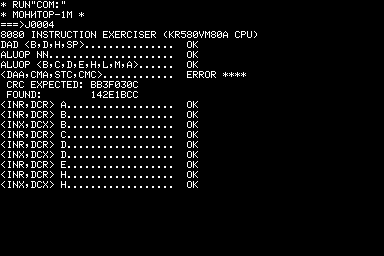 * RUN"COM:"
* МОНИТОР-1М *
===>J0004
8080 INSTRUCTION EXERCISER (KR580VM80A CPU)
DAD <B,D,H,SP>................ OK
ALUOP NN...................... OK
ALUOP <B,C,D,E,H,L,M,A>....... OK
<DAA,CMA,STC,CMC>............. ERROR ****
CRC EXPECTED: BB3F030C
FOUND: 142E1BCC
<INR,DCR> A................... OK
<INR,DCR> B................... OK
<INX,DCX> B................... OK
<INR,DCR> C................... OK
<INR,DCR> D................... OK
<INX,DCX> D................... OK
<INR,DCR> E................... OK
<INR,DCR> H................... OK
<INX,DCX> H................... OK